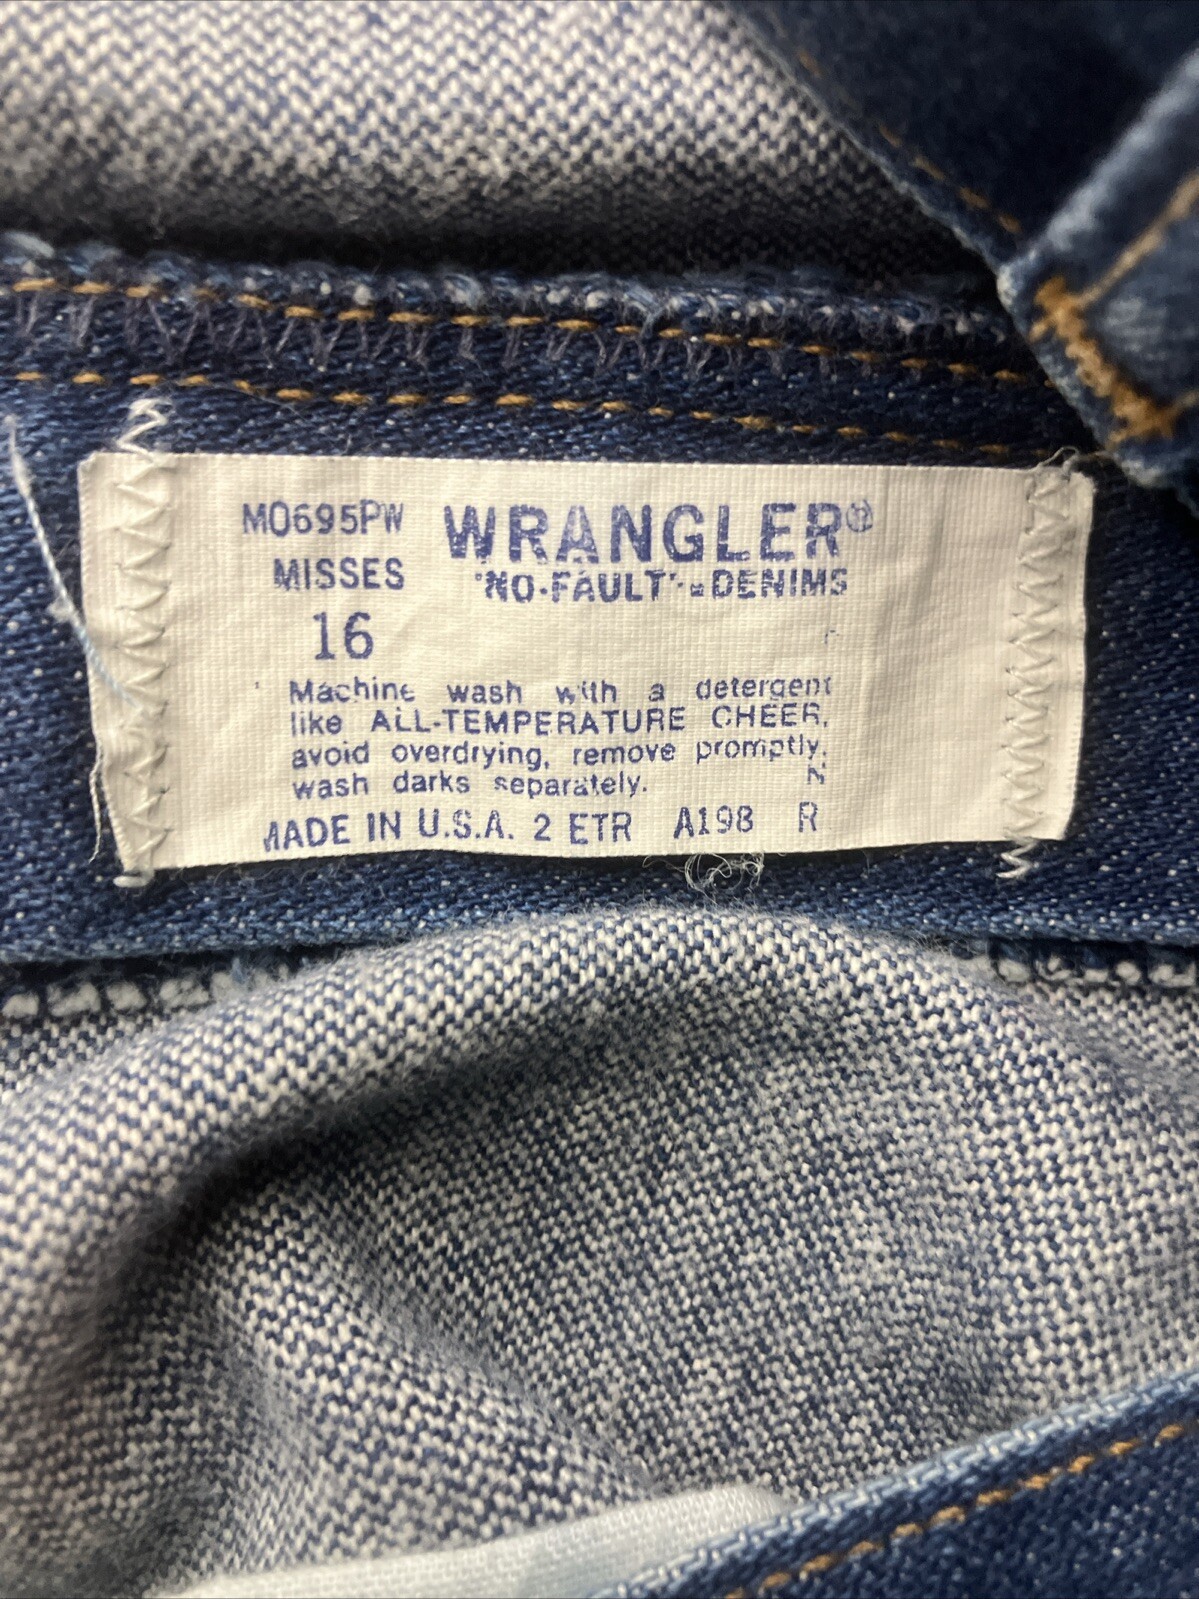 M0695PW WRANGLER®
MISSES "NO-FAULT" DENIMS
16
Machine wash with a detergent
like ALL-TEMPERATURE CHEER,
avoid overdrying, remove promptly,
wash darks separately. N
MADE IN U.S.A. 2 ETR A198 R